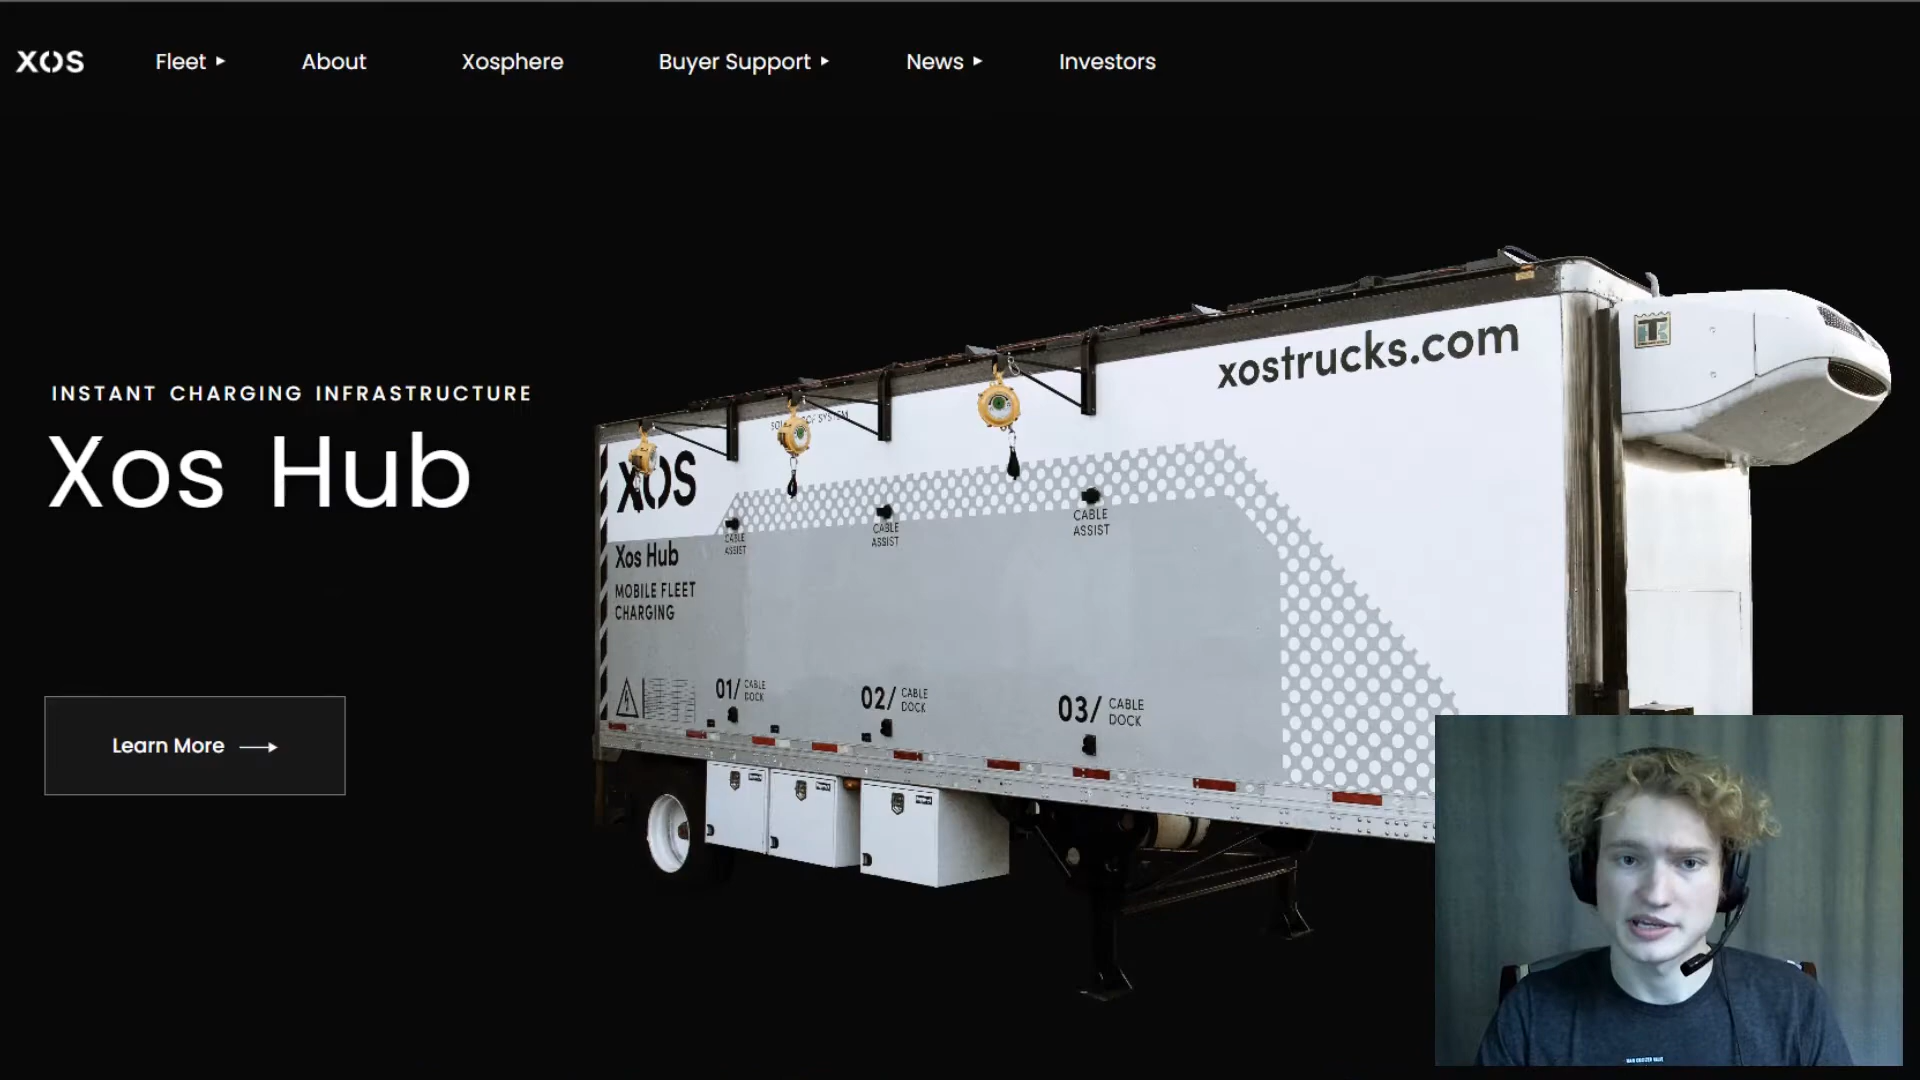 XOS
Fleet
About
Xosphere
Buyer Support
News
Investors
INSTANT CHARGING INFRASTRUCTURE
Xos Hub
Learn More
xostrucks.com
XOS
CABLE
ASSIST
CABLE
ASSIST
CABLE
ASSIST
Xos Hub
MOBILE FLEET
CHARGING
01/ CABLE
DOCK
02/ CABLE
DOCK
03/ CABLE
DOCK